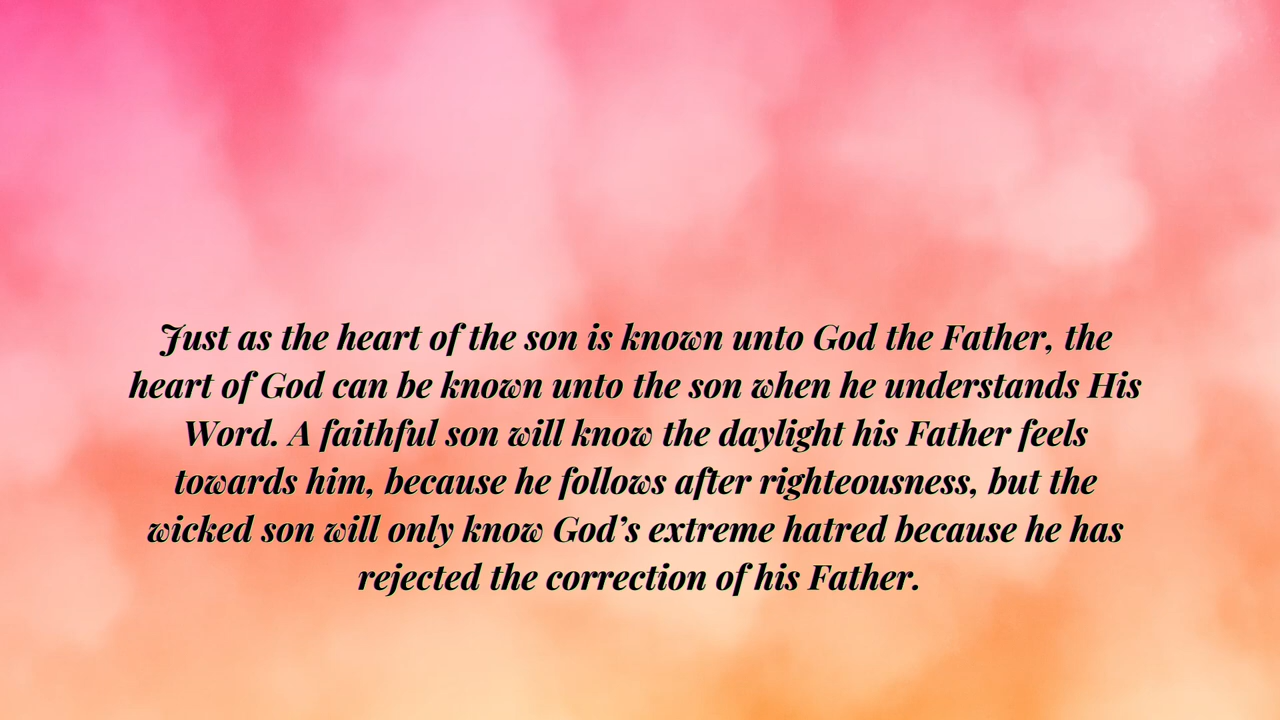 Just as the heart of the son is known unto God the Father, the
heart of God can be known unto the son when he understands His
Word. A faithful son will know the daylight his Father feels
towards him, because he follows after righteousness, but the
wicked son will only know God’s extreme hatred because he has
rejected the correction of his Father.